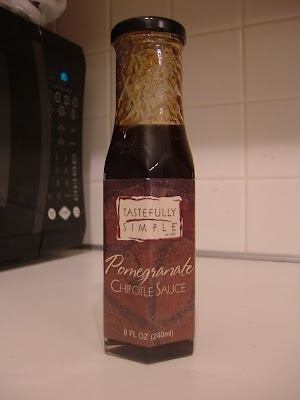 TASTEFULLY
SIMPLE
Pomegranate
CHIPOTLE SAUCE
8 FL OZ (240ml)